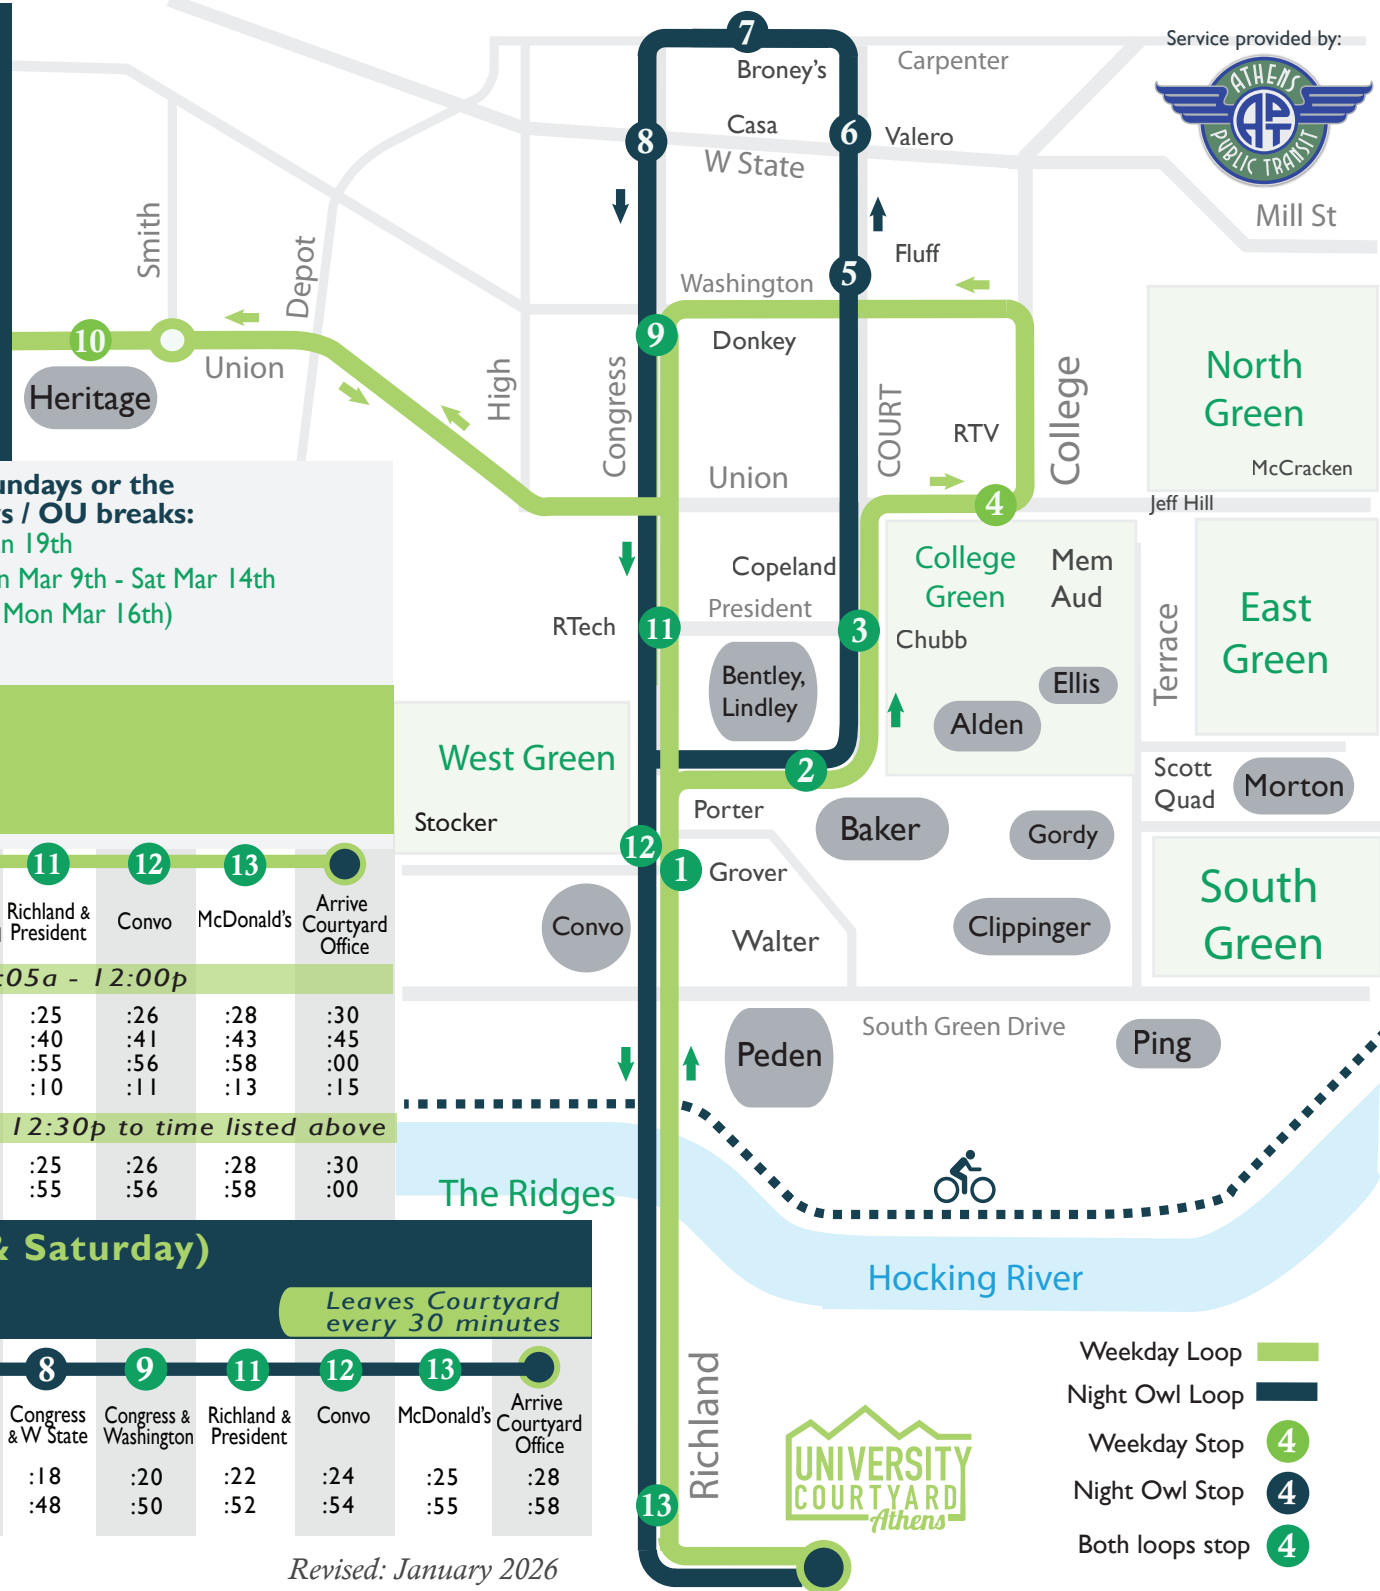 7
Broney's
Carpenter
Service provided by:
ATHENS
APT
PUBLIC TRANSIT
Casa
8
6
Valero
W State
Smith
Mill St
Depot
Fluff
5
Washington
9
Donkey
10
Union
Heritage
High
Congress
COURT
RTV
College
North
Green
McCracken
Union
4
Jeff Hill
undays or the
s / OU breaks:
n 19th
n Mar 9th - Sat Mar 14th
Mon Mar 16th)
Copeland
President
College
Green
Mem
Aud
East
Green
RTech
11
3
Chubb
Terrace
Bentley,
Lindley
Ellis
Alden
West Green
2
Scott
Quad
Morton
Stocker
Porter
Baker
Gordy
12
1
Grover
Convo
Walter
Clippinger
South
Green
11 12 13
Richland &
President
Convo
McDonald's
Arrive
Courtyard
Office
:05a - 12:00p
:25 :26 :28 :30
:40 :41 :43 :45
:55 :56 :58 :00
:10 :11 :13 :15
12:30p to time listed above
:25 :26 :28 :30
:55 :56 :58 :00
South Green Drive
Peden
Ping
The Ridges
Hocking River
& Saturday)
Leaves Courtyard
every 30 minutes
8 9 11 12 13
Congress
& W State
Congress &
Washington
Richland &
President
Convo
McDonald's
Arrive
Courtyard
Office
:18 :20 :22 :24 :25 :28
:48 :50 :52 :54 :55 :58
Revised: January 2026
Richland
13
UNIVERSITY
COURTYARD
Athens
Weekday Loop
Night Owl Loop
Weekday Stop 4
Night Owl Stop 4
Both loops stop 4